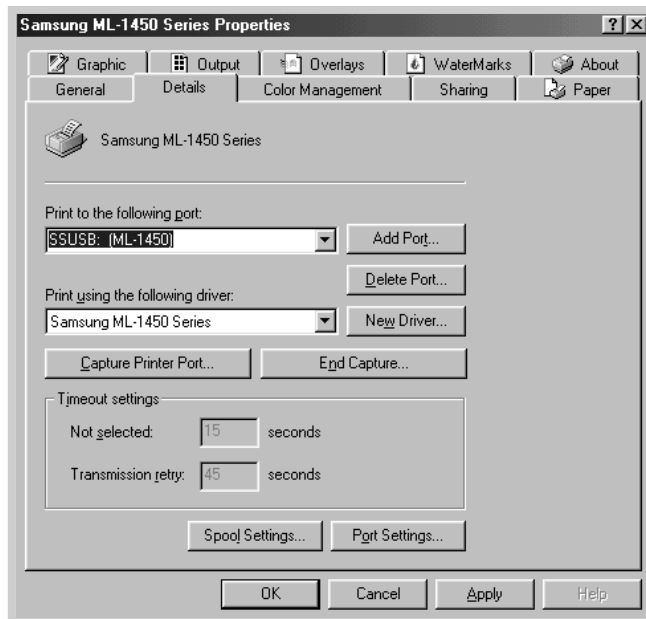 Samsung ML-1450 Series Properties
Graphic Output Overlays WaterMarks About
General Details Color Management Sharing Paper
Samsung ML-1450 Series
Print to the following port:
SSUSB: (ML-1450) Add Port...
Delete Port...
Print using the following driver:
Samsung ML-1450 Series New Driver...
Capture Printer Port... End Capture...
Timeout settings
Not selected: 15 seconds
Transmission retry: 45 seconds
Spool Settings... Port Settings...
OK Cancel Apply Help